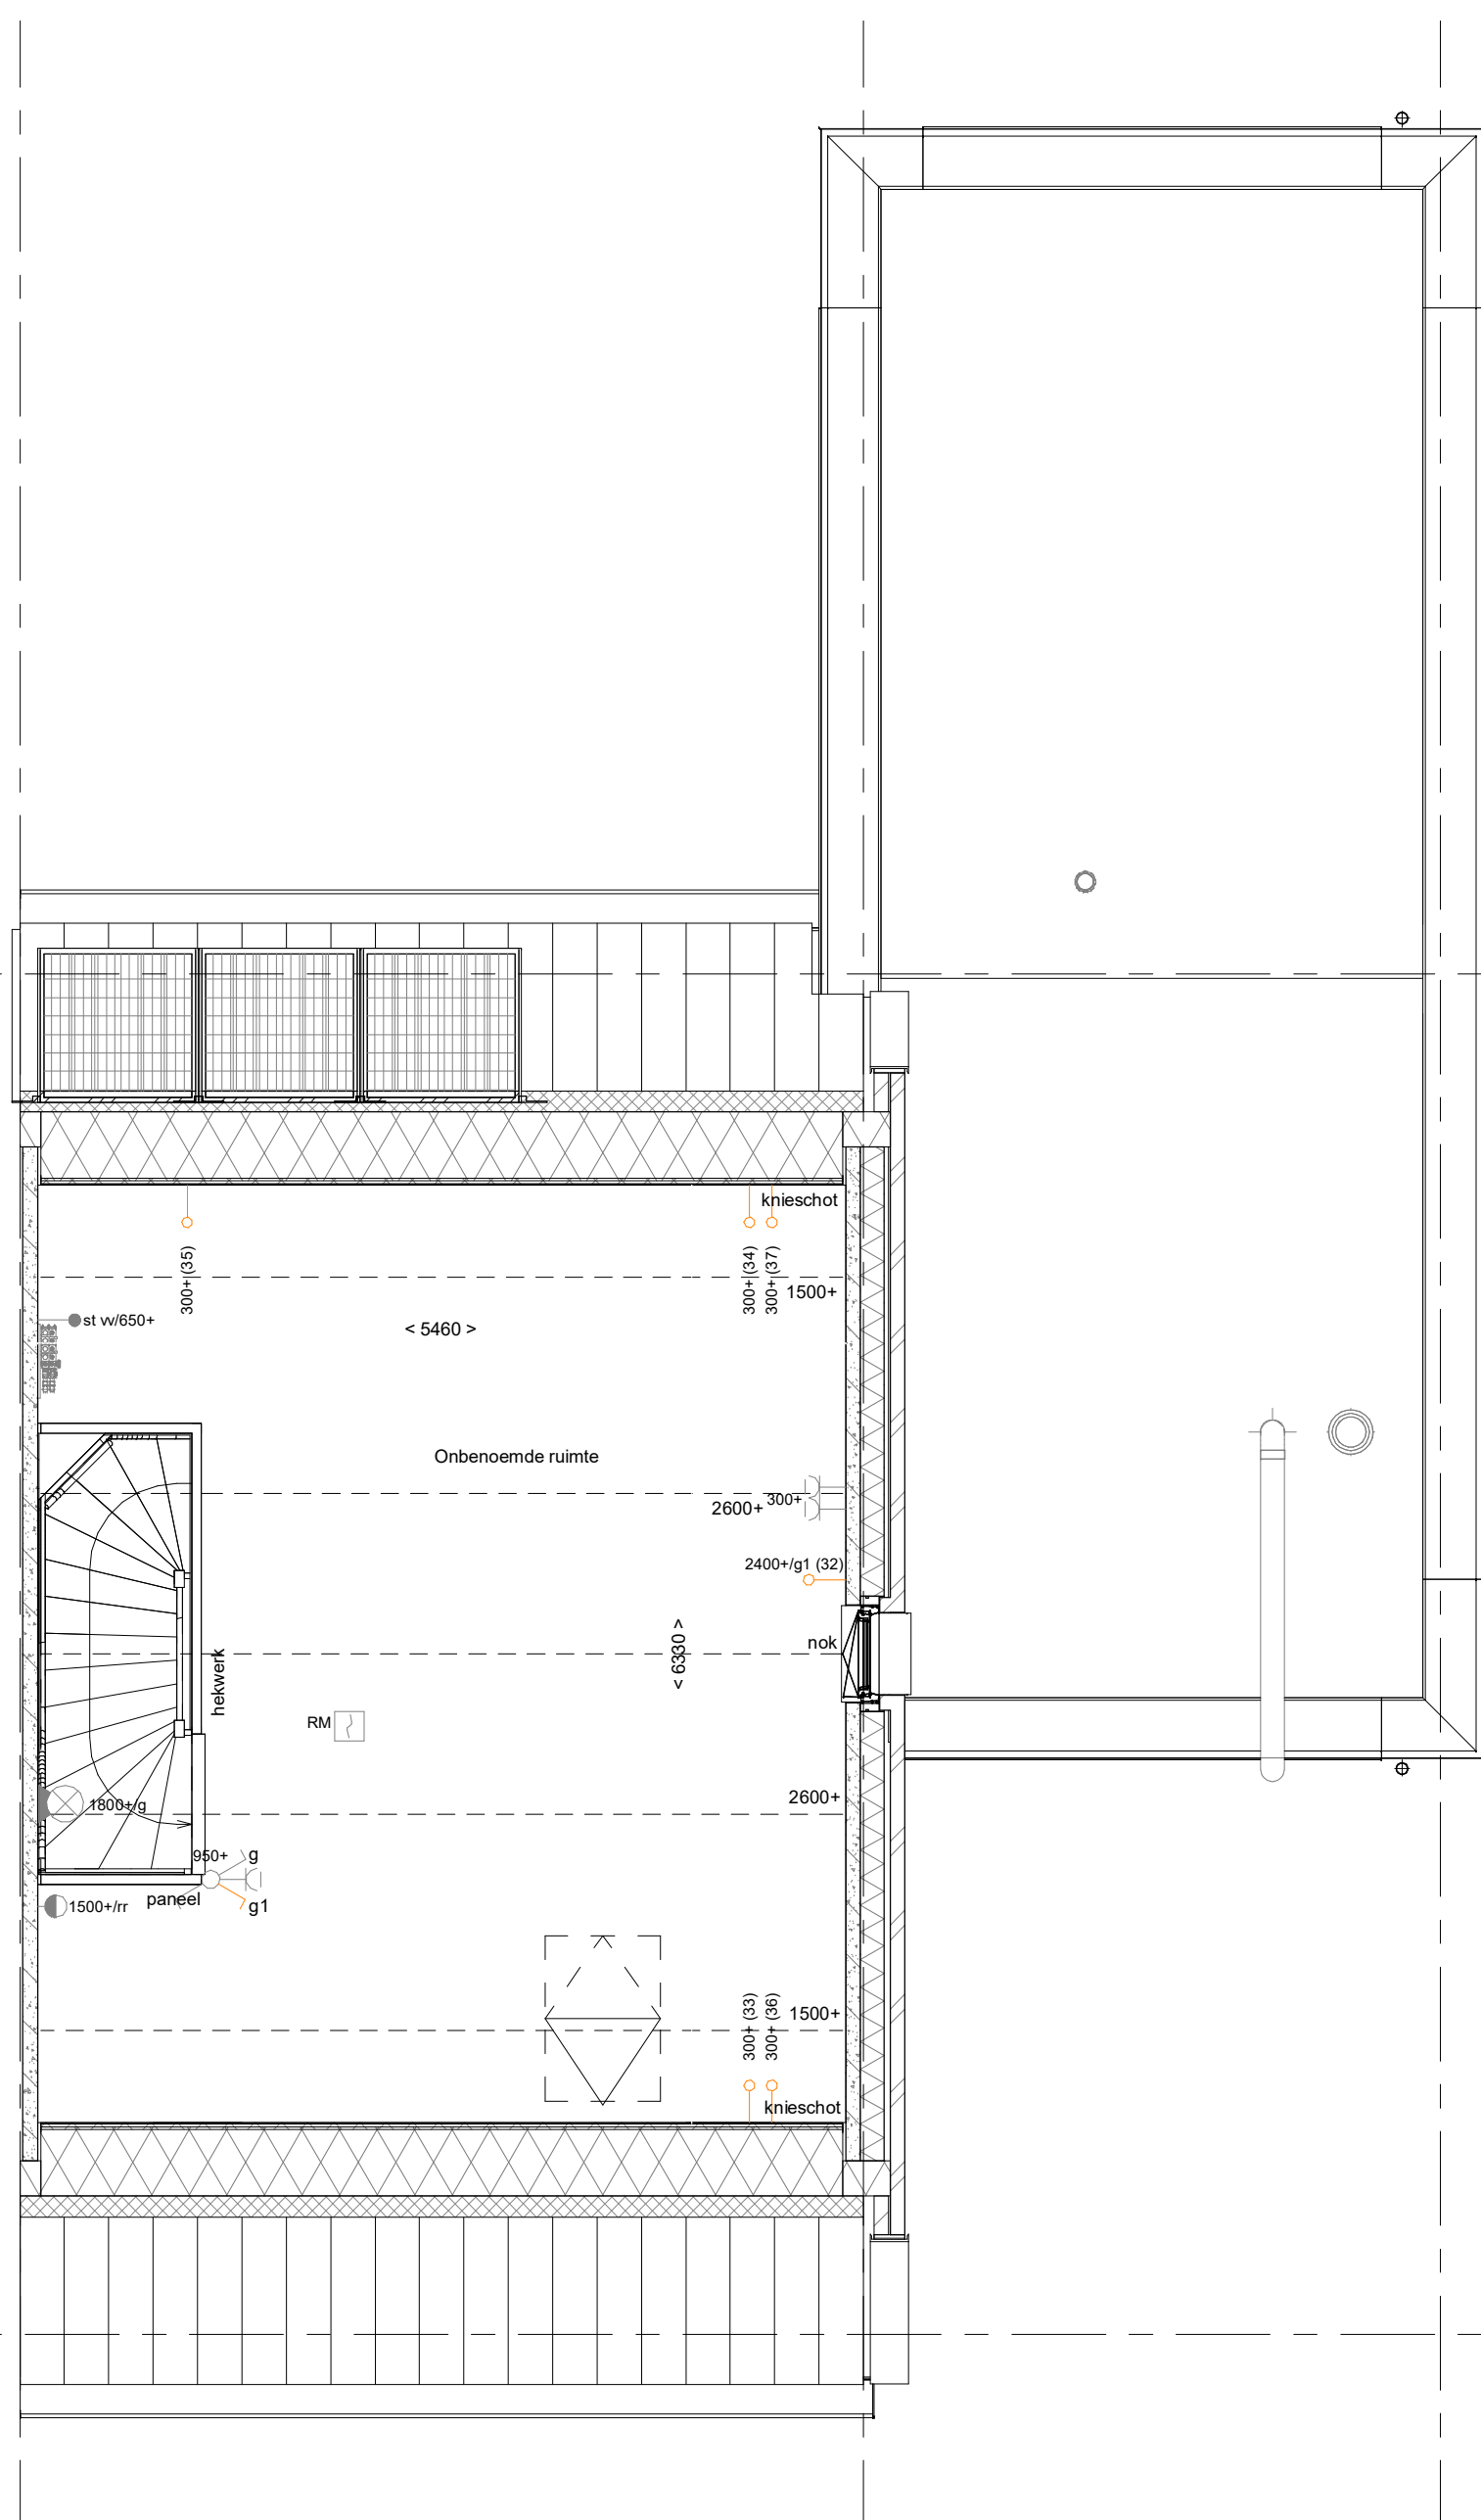 knieschot
300+ (35)
300+ (34)
300+ (37)
1500+
st vv/650+
< 5460 >
Onbenoemde ruimte
300+
2600+
2400+/g1 (32)
nok
< 6330 >
hekwerk
RM
2600+
1800+/g
950+
g
paneel
g1
1500+/rr
300+ (33)
300+ (36)
1500+
knieschot